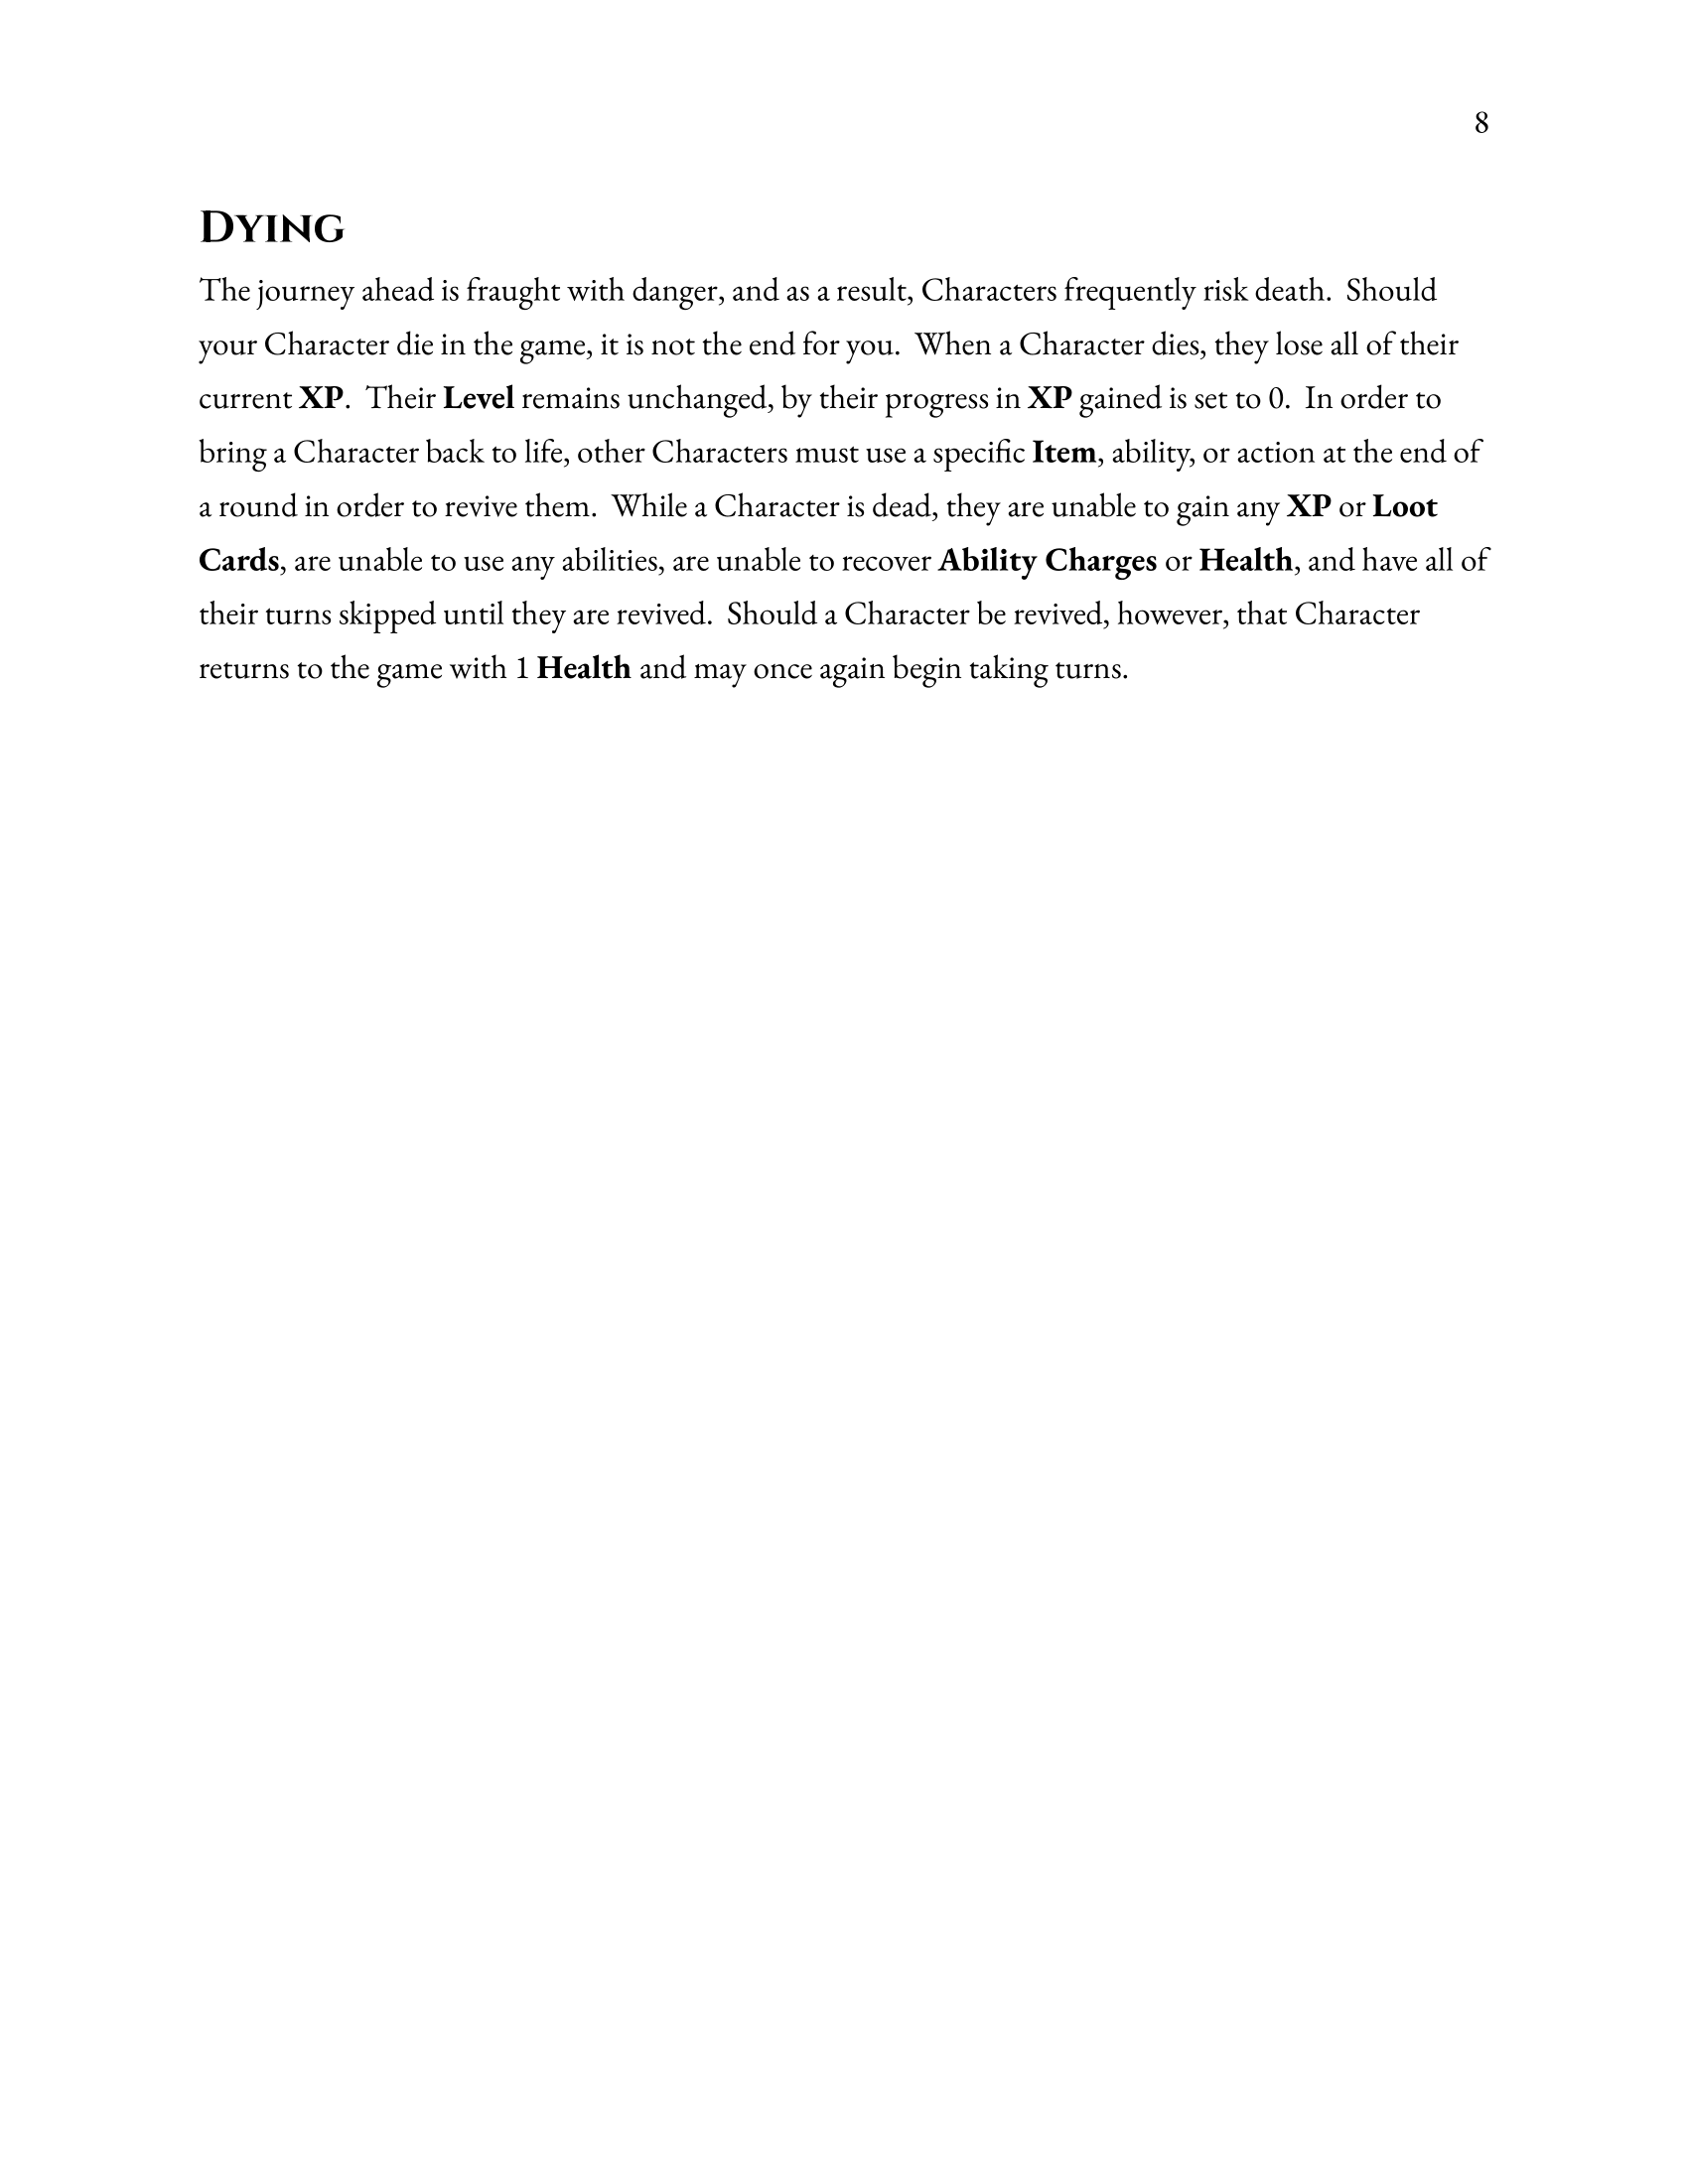 8
Dying
The journey ahead is fraught with danger, and as a result, Characters frequently risk death.  Should
your Character die in the game, it is not the end for you.  When a Character dies, they lose all of their
current XP.  Their Level remains unchanged, by their progress in XP gained is set to 0.  In order to
bring a Character back to life, other Characters must use a specific Item, ability, or action at the end of
a round in order to revive them.  While a Character is dead, they are unable to gain any XP or Loot
Cards, are unable to use any abilities, are unable to recover Ability Charges or Health, and have all of
their turns skipped until they are revived.  Should a Character be revived, however, that Character
returns to the game with 1 Health and may once again begin taking turns.